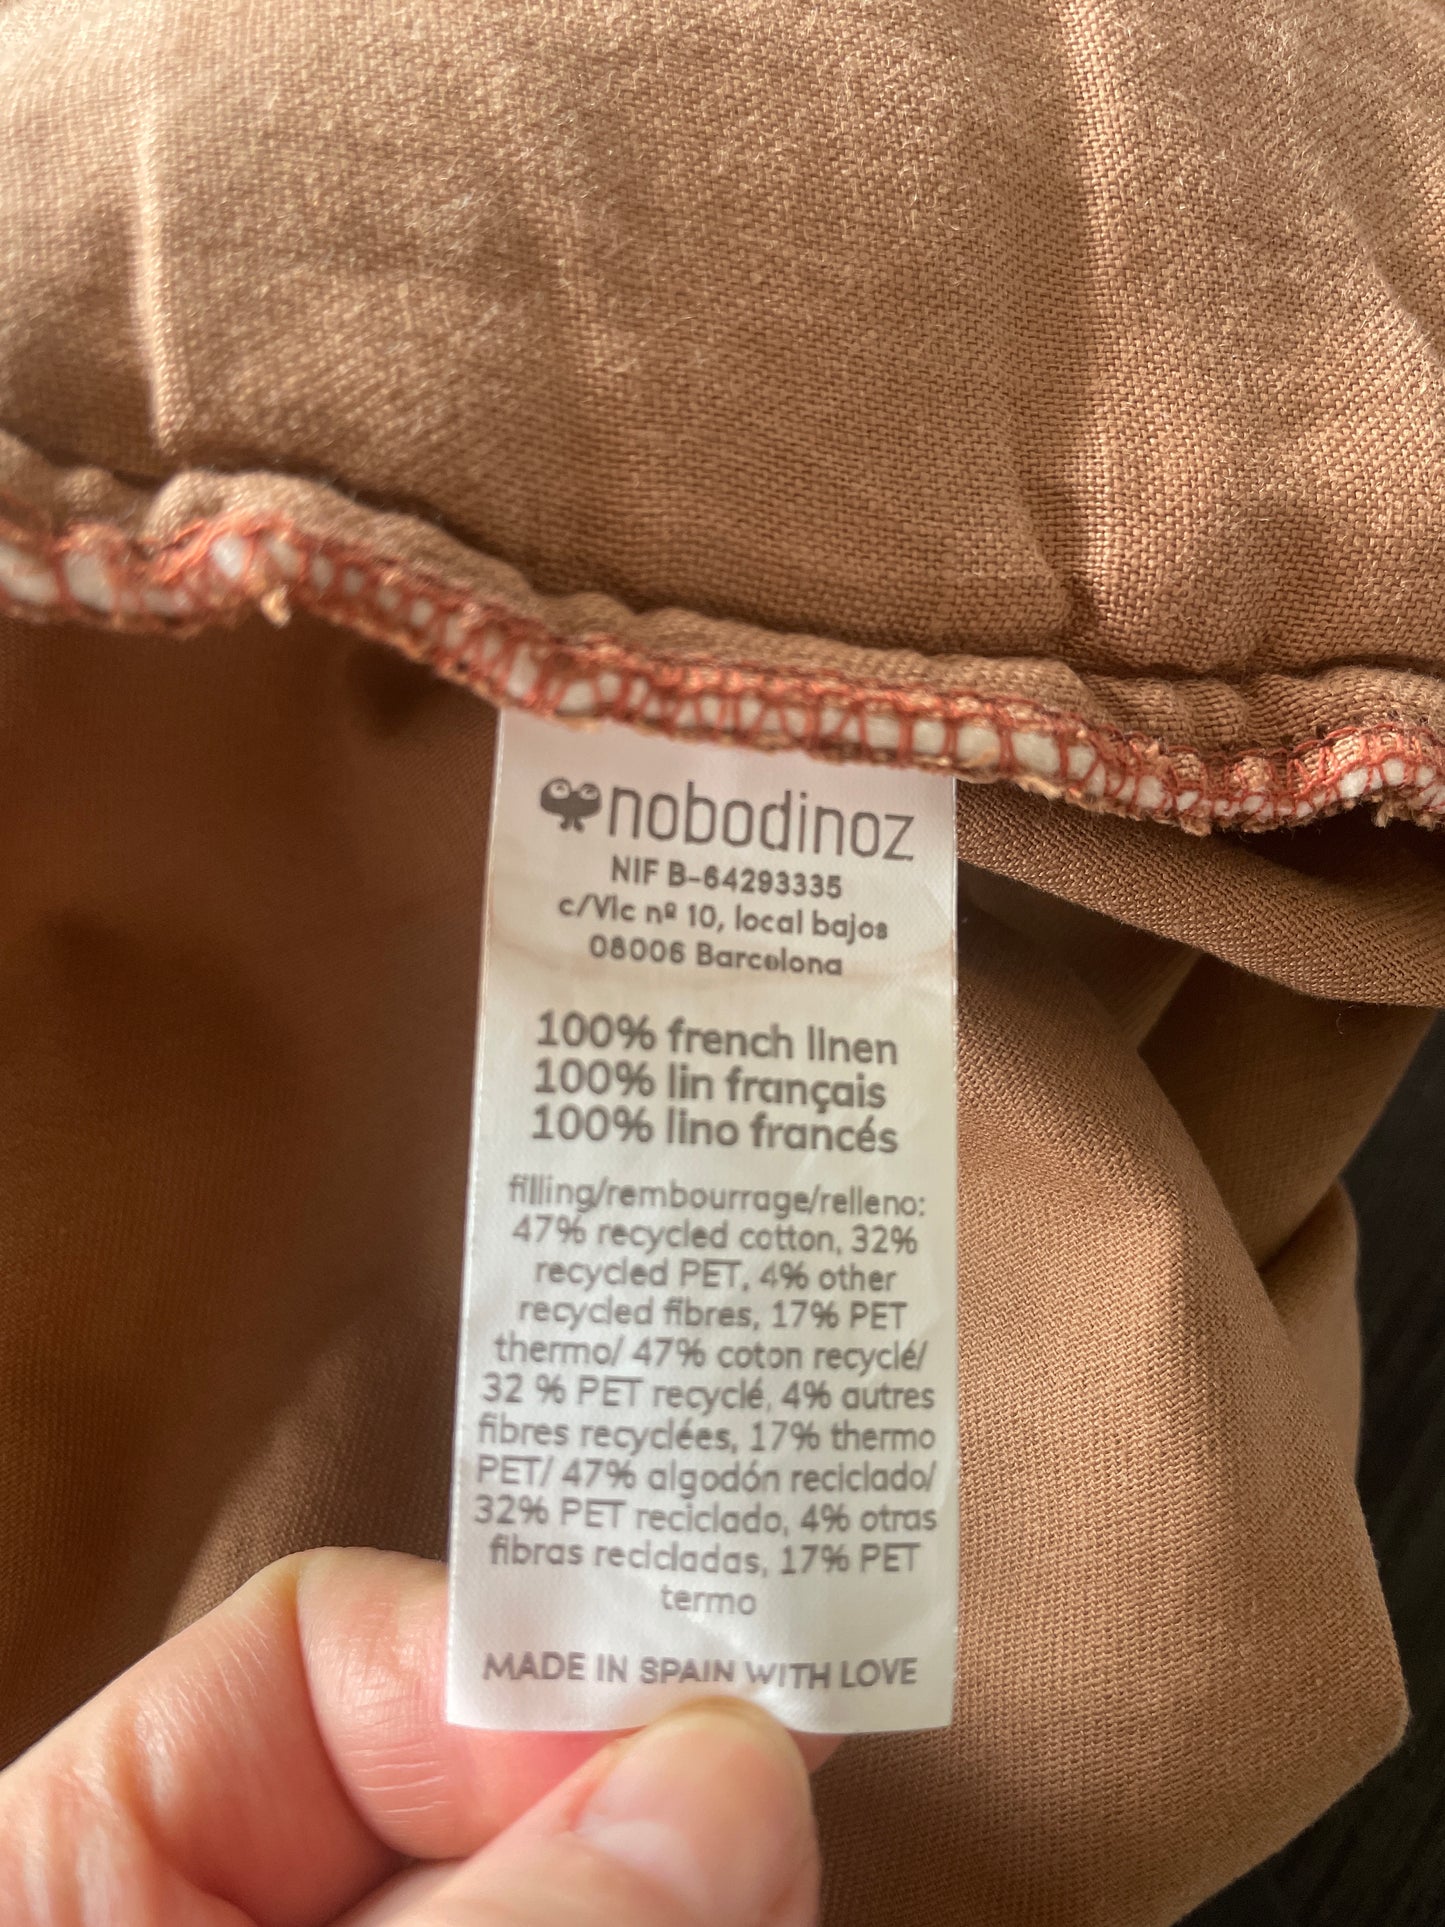 nobodinoz
NIF B-64293335
c/Vic nº 10, local bajos
08006 Barcelona
100% french linen
100% lin français
100% lino francés
filling/rembourrage/relleno:
47% recycled cotton, 32%
recycled PET, 4% other
recycled fibres, 17% PET
thermo/ 47% coton recyclé/
32 % PET recyclé, 4% autres
fibres recyclées, 17% thermo
PET/ 47% algodón reciclado/
32% PET reciclado, 4% otras
fibras recicladas, 17% PET
termo
MADE IN SPAIN WITH LOVE